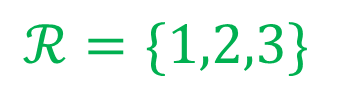 ℛ = {1,2,3}